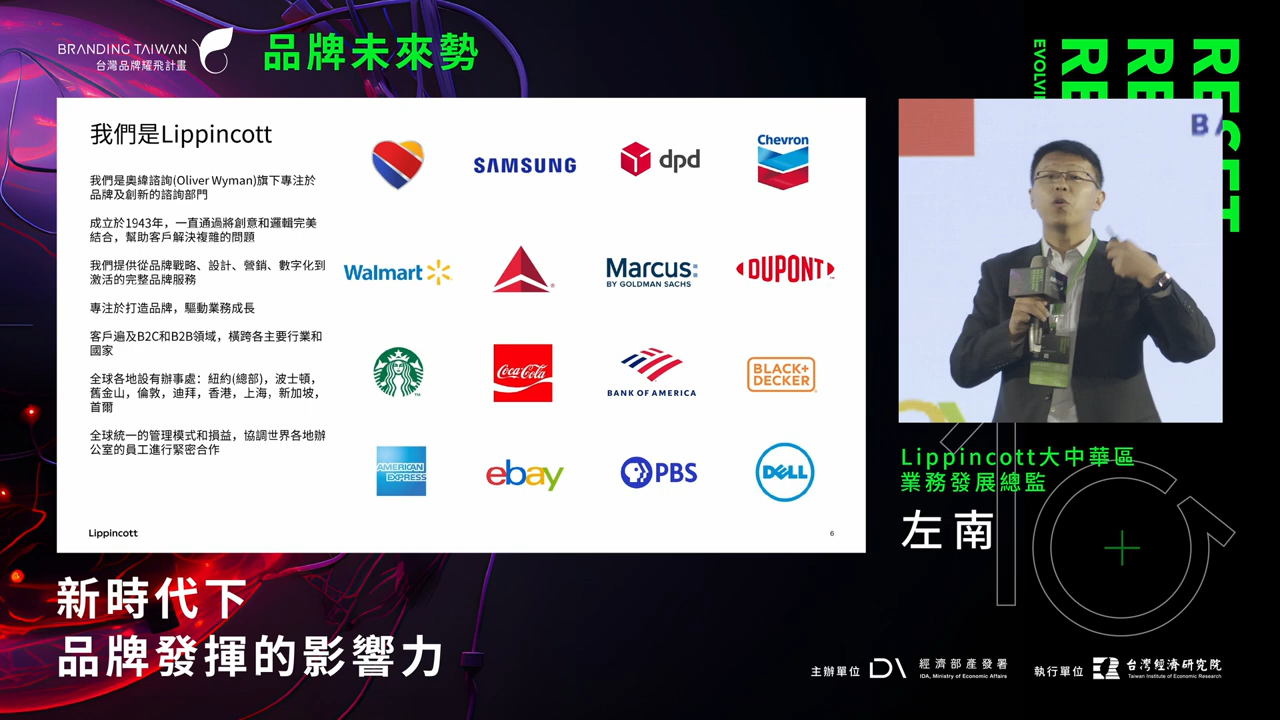 BRANDING TAIWAN
台灣品牌耀飛計畫
品牌未來勢
我們是Lippincott
我們是奧緯諮詢(Oliver Wyman)旗下專注於
品牌及創新的諮詢部門
成立於1943年，一直通過將創意和邏輯完美
結合，幫助客戶解決複雜的問題
我們提供從品牌戰略、設計、營銷、數字化到
激活的完整品牌服務
專注於打造品牌，驅動業務成長
客戶遍及B2C和B2B領域，橫跨各主要行業和
國家
全球各地設有辦事處：紐約(總部)，波士頓，
舊金山，倫敦，迪拜，香港，上海，新加坡，
首爾
全球統一的管理模式和損益，協調世界各地辦
公室的員工進行緊密合作
SAMSUNG
dpd
Chevron
Walmart
Marcus:
BY GOLDMAN SACHS
DUPONT
Coca-Cola
BANK OF AMERICA
BLACK+
DECKER
AMERICAN
EXPRESS
ebay
PBS
DELL
Lippincott
6
RESET
RE
RE
EVOLVI
BA
Lippincott大中華區
業務發展總監
左南
新時代下
品牌發揮的影響力
主辦單位
經濟部產發署
IDA, Ministry of Economic Affairs
執行單位
台灣經濟研究院
Taiwan Institute of Economic Research